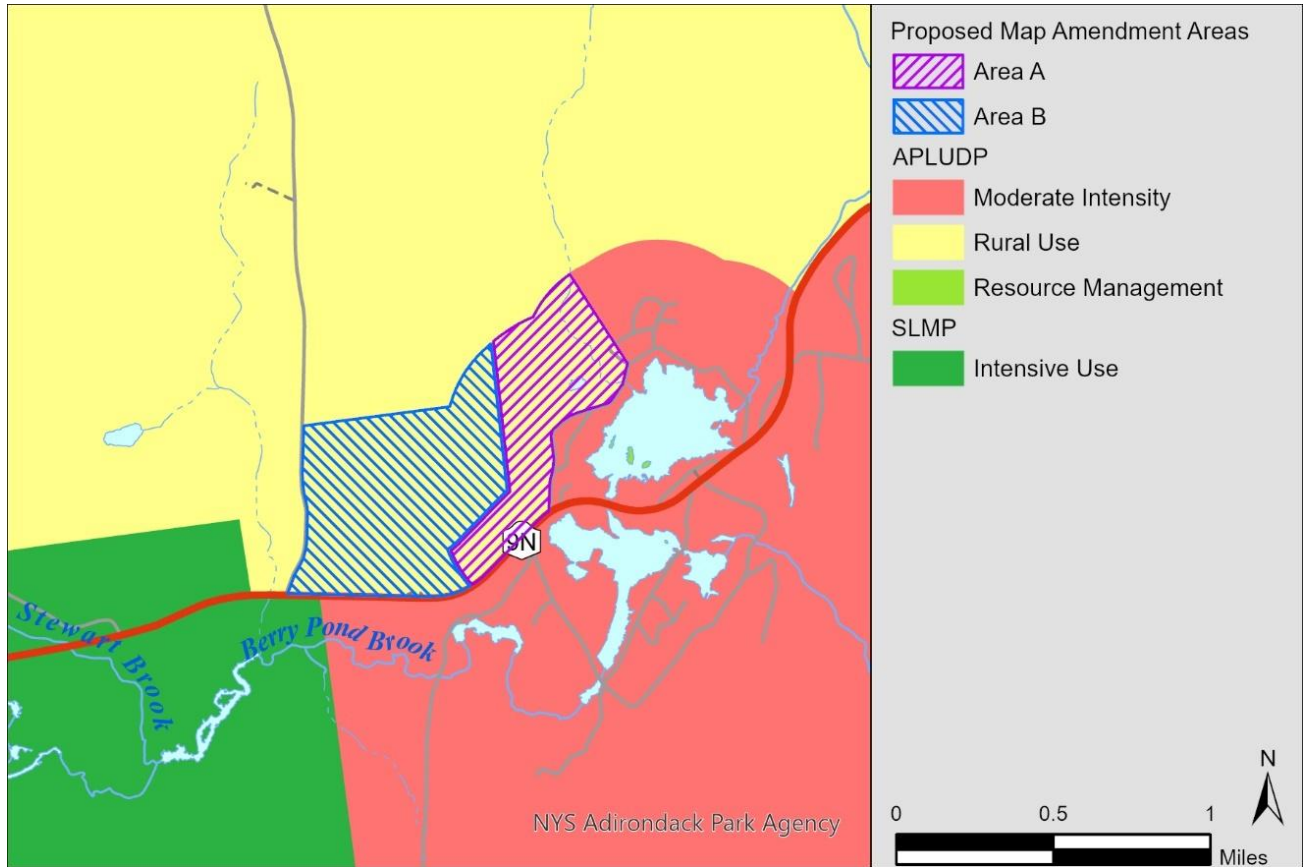 9N
Stewart Brook
Berry Pond Brook
NYS Adirondack Park Agency
Proposed Map Amendment Areas
Area A
Area B
APLUDP
Moderate Intensity
Rural Use
Resource Management
SLMP
Intensive Use
N
0 0.5 1
Miles